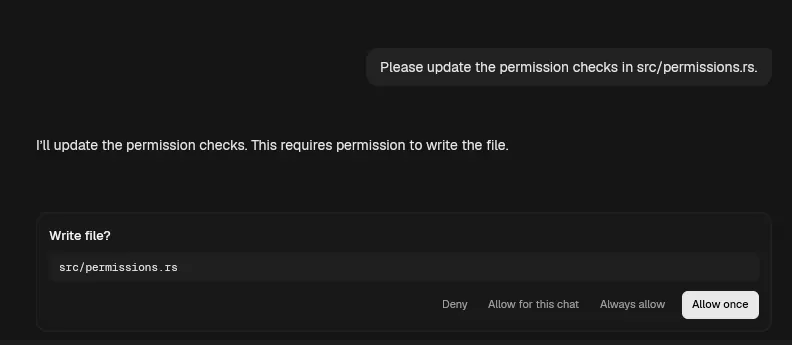 Please update the permission checks in src/permissions.rs.
I'll update the permission checks. This requires permission to write the file.
Write file?
src/permissions.rs
Deny Allow for this chat Always allow Allow once